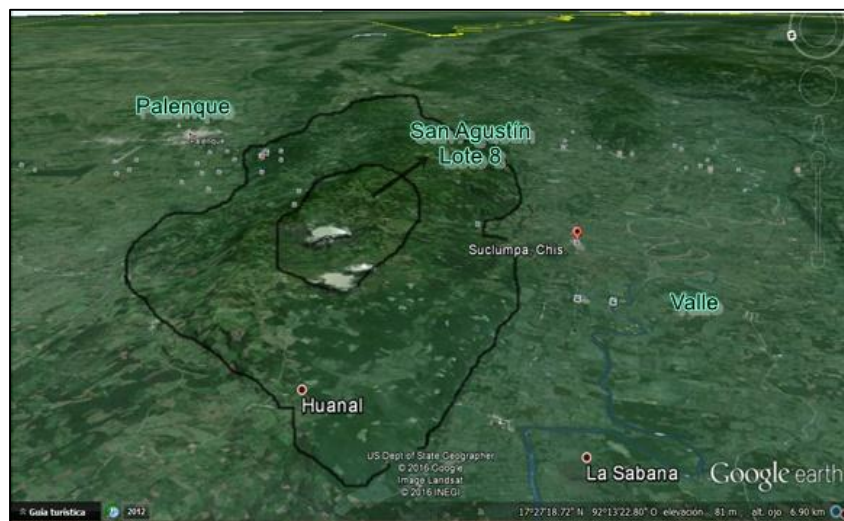 Palenque
Palenque
San Agustín
Lote 8
Suclumpa, Chis.
Valle
Huanal
La Sabana
US Dept of State Geographer
© 2016 Google
Image Landsat
© 2016 INEGI
Google earth
Guía turística
2012
17°27'18.72" N 92°13'22.80" O elevación 81 m alt. ojo 6.90 km